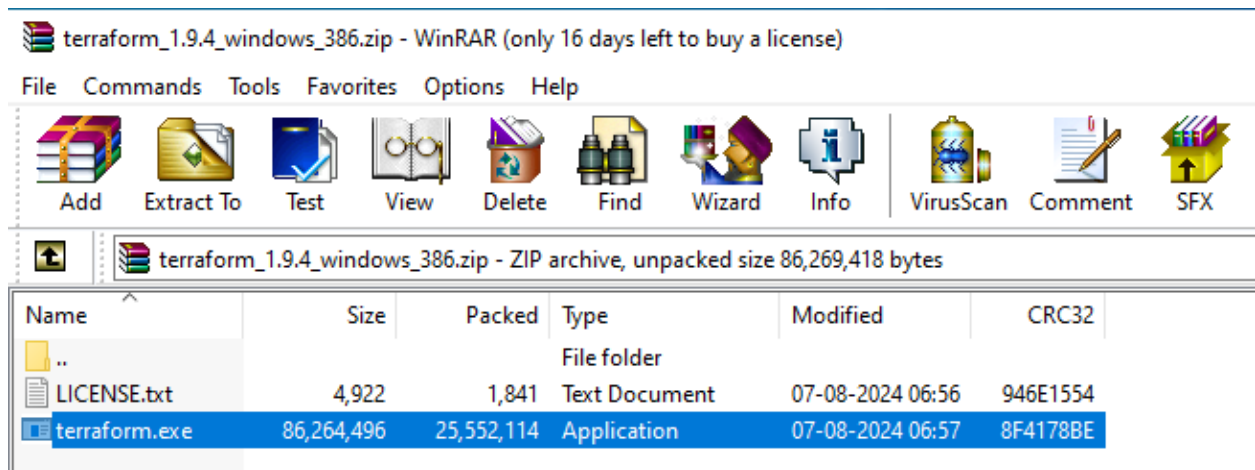 terraform_1.9.4_windows_386.zip - WinRAR (only 16 days left to buy a license)
File Commands Tools Favorites Options Help
Add Extract To Test View Delete Find Wizard Info VirusScan Comment SFX
terraform_1.9.4_windows_386.zip - ZIP archive, unpacked size 86,269,418 bytes
Name Size Packed Type Modified CRC32
.. File folder
LICENSE.txt 4,922 1,841 Text Document 07-08-2024 06:56 946E1554
terraform.exe 86,264,496 25,552,114 Application 07-08-2024 06:57 8F4178BE